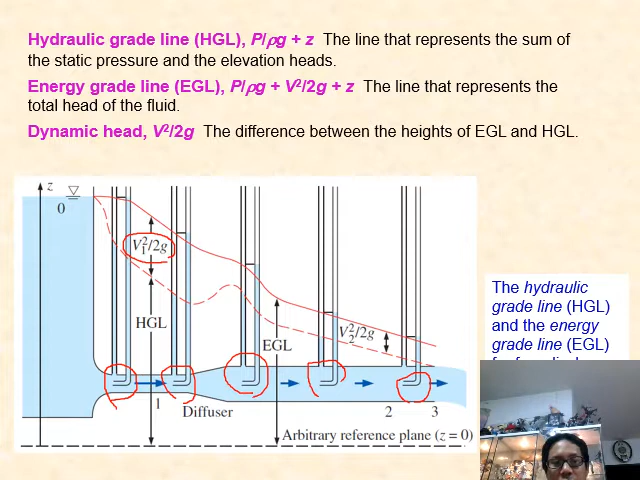 Hydraulic grade line (HGL), P/ρg + z The line that represents the sum of
the static pressure and the elevation heads.
Energy grade line (EGL), P/ρg + V²/2g + z The line that represents the
total head of the fluid.
Dynamic head, V²/2g The difference between the heights of EGL and HGL.
z
0
V₁²/2g
HGL
EGL
V₂²/2g
1
Diffuser
2
3
Arbitrary reference plane (z = 0)
The hydraulic
grade line (HGL)
and the energy
grade line (EGL)